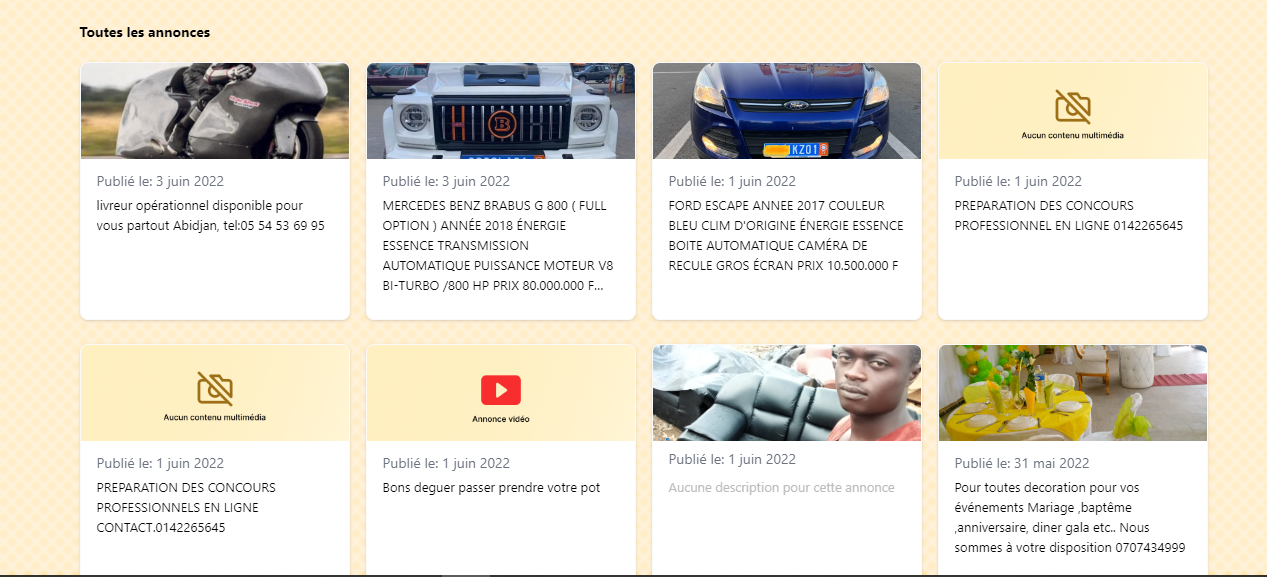 Toutes les annonces
Publié le: 3 juin 2022
livreur opérationnel disponible pour
vous partout Abidjan, tel:05 54 53 69 95
B
Publié le: 3 juin 2022
MERCEDES BENZ BRABUS G 800 ( FULL
OPTION ) ANNÉE 2018 ÉNERGIE
ESSENCE TRANSMISSION
AUTOMATIQUE PUISSANCE MOTEUR V8
BI-TURBO /800 HP PRIX 80.000.000 F...
Ford
KZ01
Publié le: 1 juin 2022
FORD ESCAPE ANNEE 2017 COULEUR
BLEU CLIM D'ORIGINE ÉNERGIE ESSENCE
BOITE AUTOMATIQUE CAMÉRA DE
RECULE GROS ÉCRAN PRIX 10.500.000 F
Aucun contenu multimédia
Publié le: 1 juin 2022
PREPARATION DES CONCOURS
PROFESSIONNEL EN LIGNE 0142265645
Aucun contenu multimédia
Publié le: 1 juin 2022
PREPARATION DES CONCOURS
PROFESSIONNELS EN LIGNE
CONTACT.0142265645
Annonce vidéo
Publié le: 1 juin 2022
Bons deguer passer prendre votre pot
Publié le: 1 juin 2022
Aucune description pour cette annonce
Publié le: 31 mai 2022
Pour toutes decoration pour vos
événements Mariage ,baptême
,anniversaire, diner gala etc.. Nous
sommes à votre disposition 0707434999